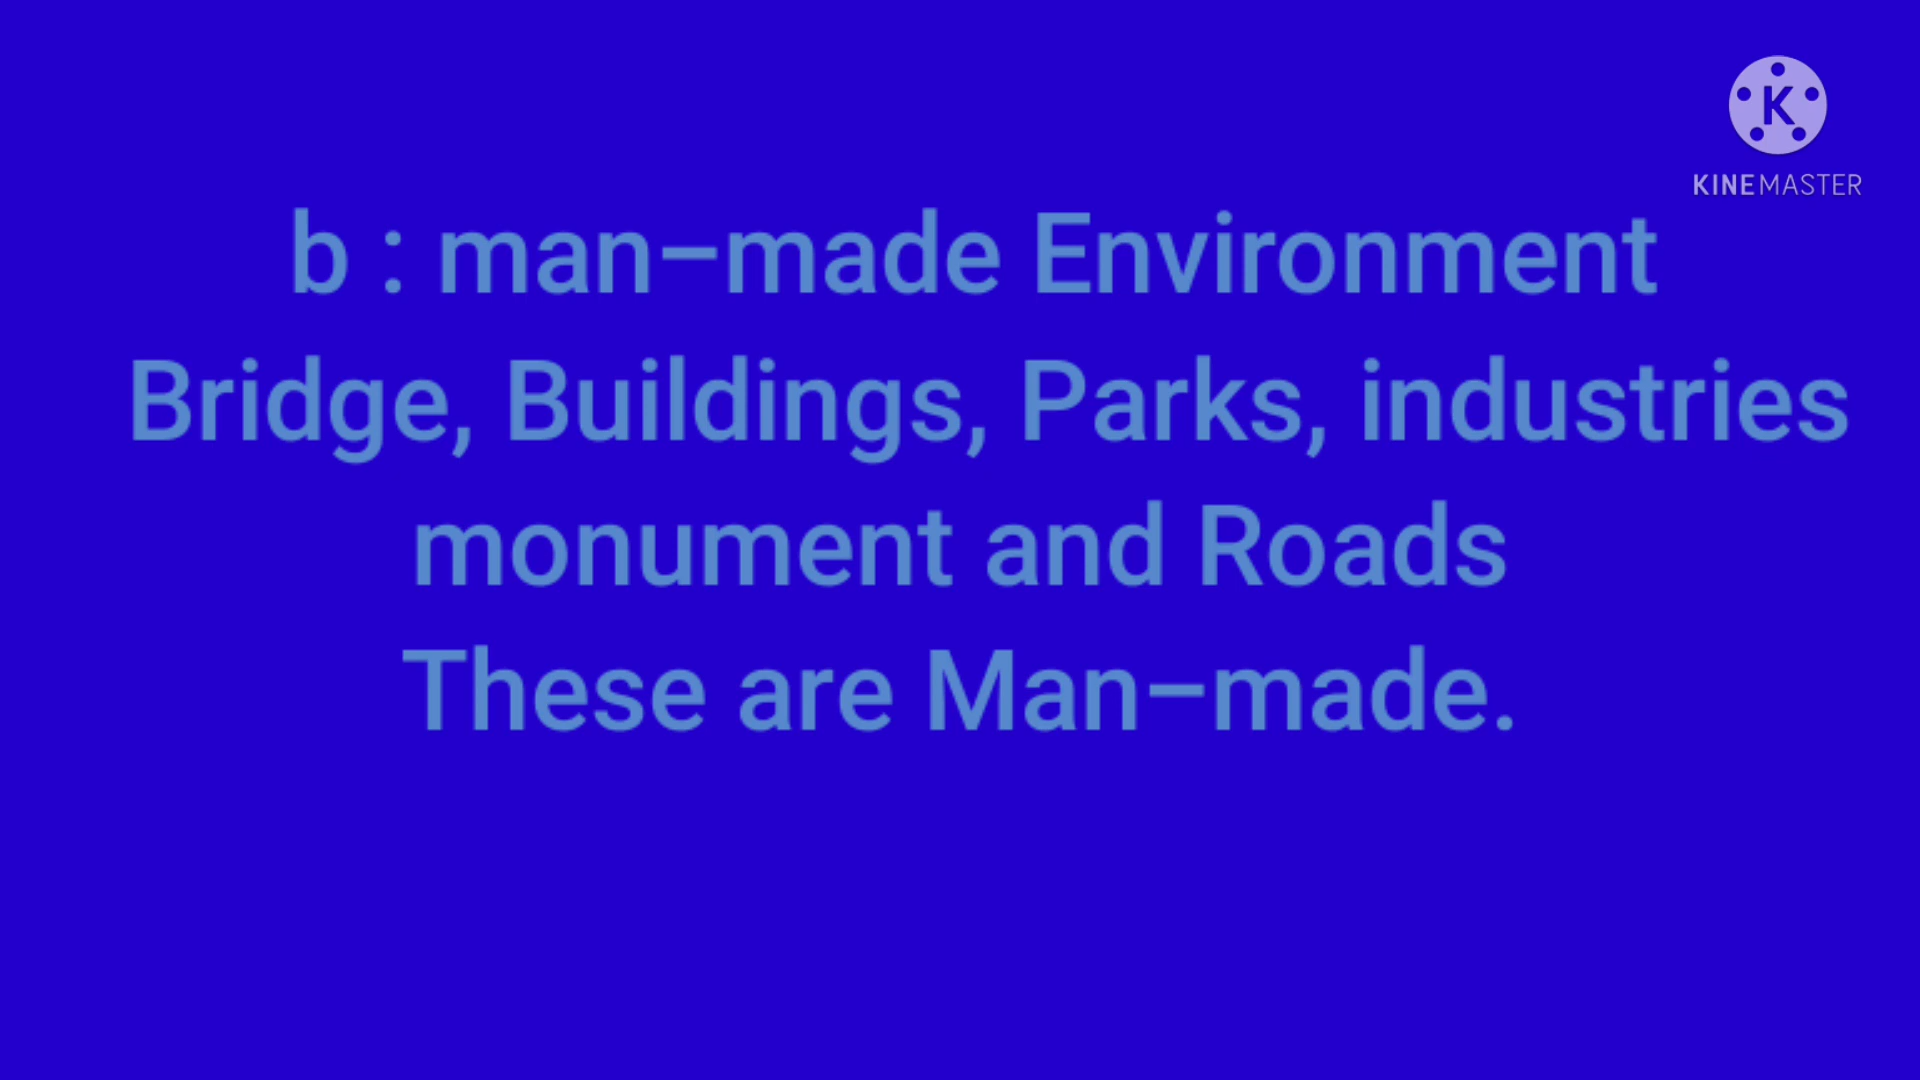 K
KINEMASTER
b : man–made Environment
Bridge, Buildings, Parks, industries
monument and Roads
These are Man–made.